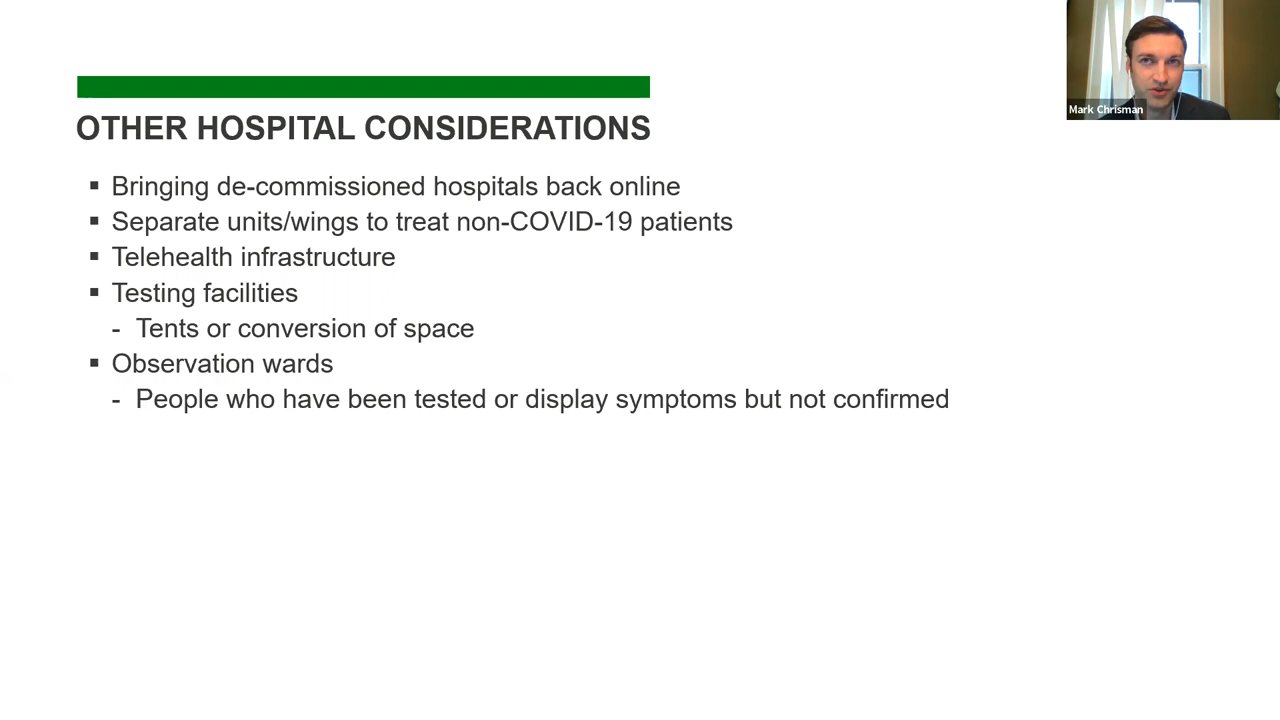 OTHER HOSPITAL CONSIDERATIONS
▪ Bringing de-commissioned hospitals back online
▪ Separate units/wings to treat non-COVID-19 patients
▪ Telehealth infrastructure
▪ Testing facilities
- Tents or conversion of space
▪ Observation wards
- People who have been tested or display symptoms but not confirmed
Mark Chrisman